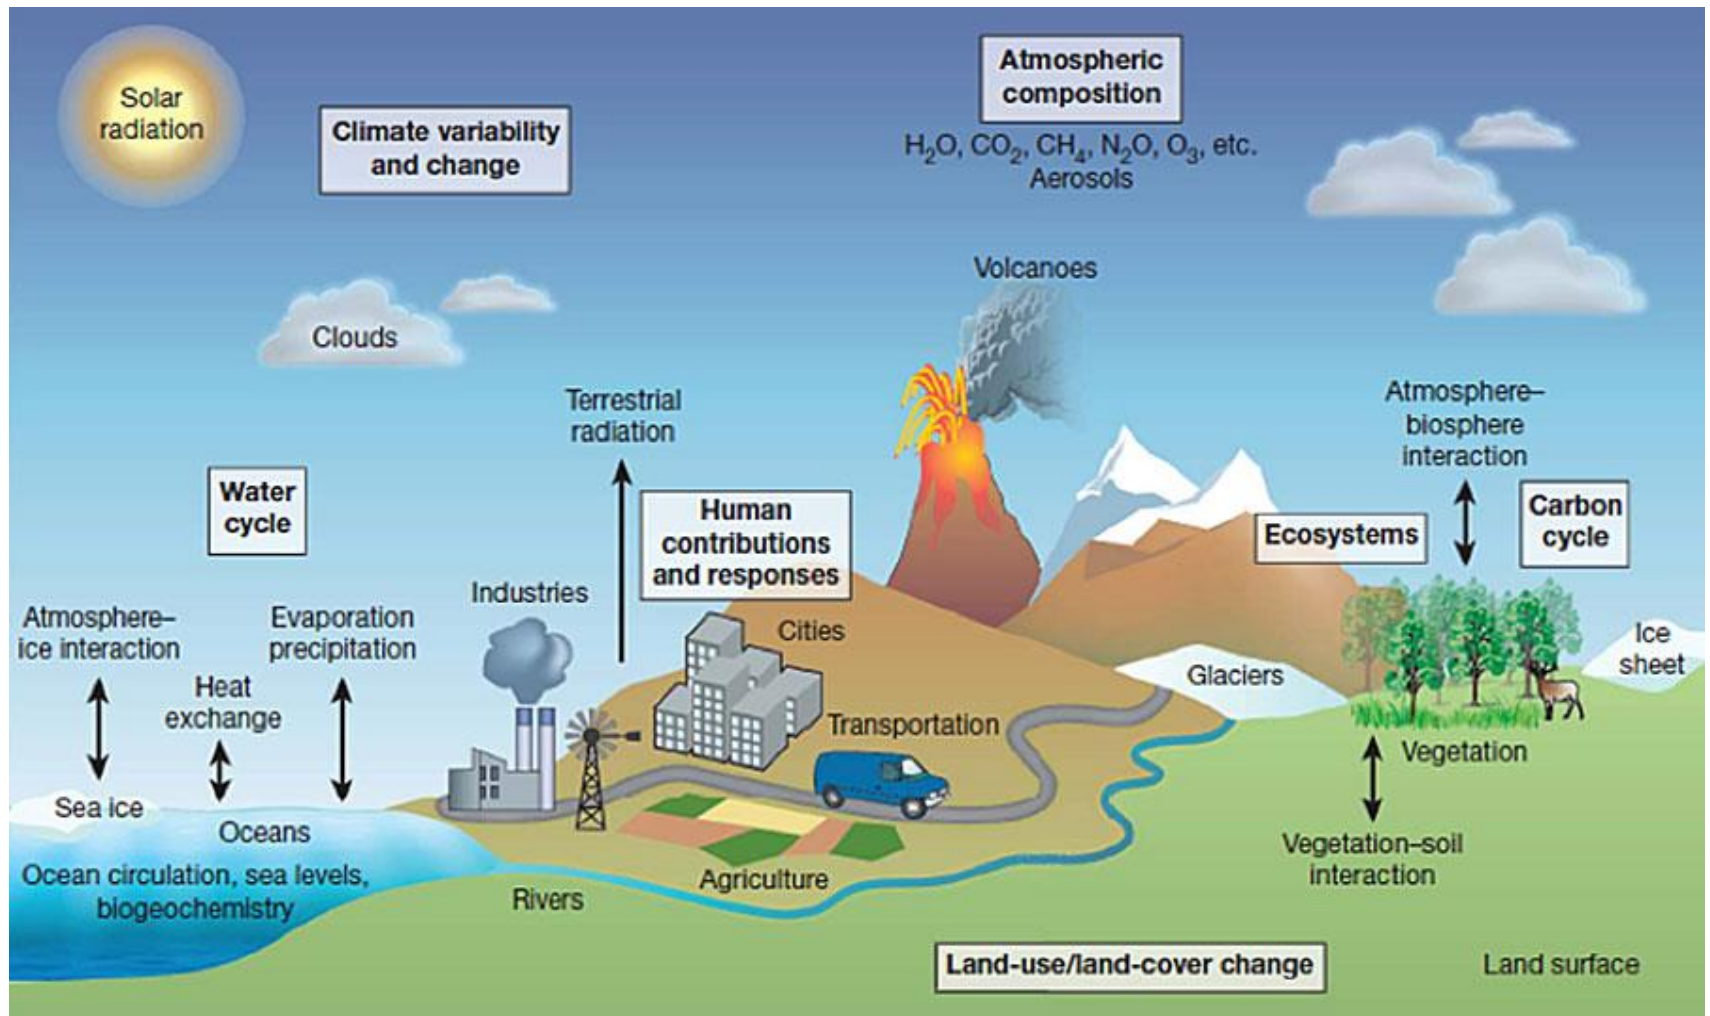 Solar
radiation
Climate variability
and change
Atmospheric
composition
H₂O, CO₂, CH₄, N₂O, O₃, etc.
Aerosols
Volcanoes
Clouds
Terrestrial
radiation
Atmosphere–
biosphere
interaction
Water
cycle
Human
contributions
and responses
Ecosystems
Carbon
cycle
Industries
Atmosphere–
ice interaction
Evaporation
precipitation
Cities
Ice
sheet
Heat
exchange
Glaciers
Transportation
Vegetation
Sea ice
Oceans
Ocean circulation, sea levels,
biogeochemistry
Vegetation–soil
interaction
Agriculture
Rivers
Land-use/land-cover change
Land surface